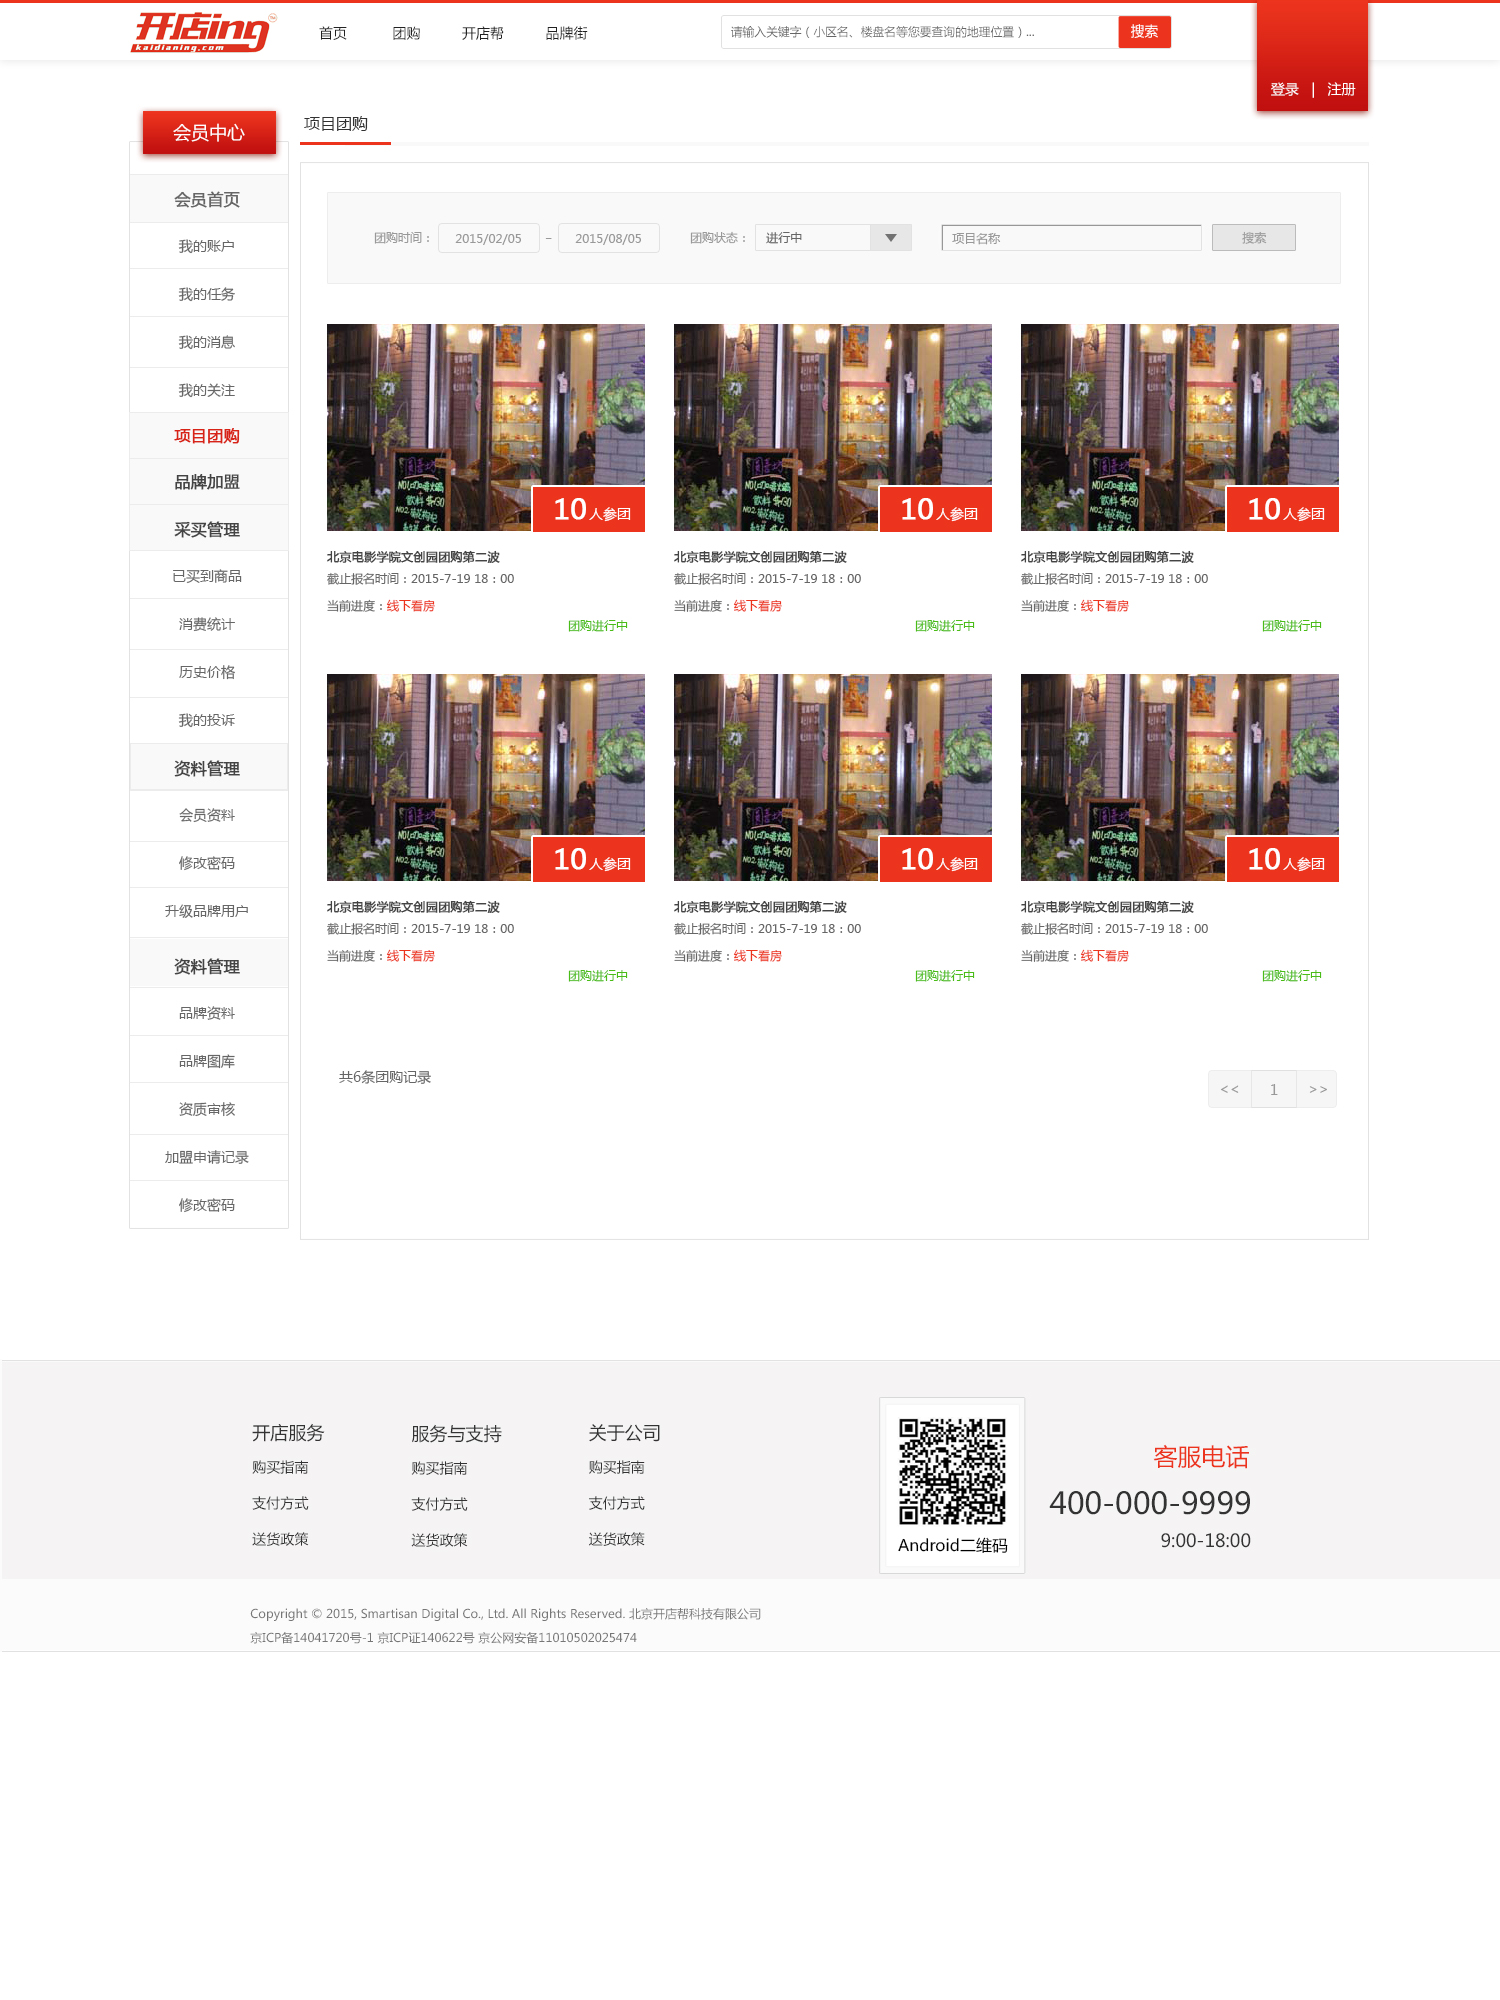 开店ing
kaidianing.com
首页 团购 开店帮 品牌街
请输入关键字（小区名、楼盘名等您要查询的地理位置）...
搜索
登录 | 注册
会员中心
会员首页
我的账户
我的任务
我的消息
我的关注
项目团购
品牌加盟
采买管理
已买到商品
消费统计
历史价格
我的投诉
资料管理
会员资料
修改密码
升级品牌用户
资料管理
品牌资料
品牌图库
资质审核
加盟申请记录
修改密码
项目团购
团购时间： 2015/02/05 - 2015/08/05 团购状态： 进行中 项目名称 搜索
10人参团 10人参团 10人参团
北京电影学院文创园团购第二波 北京电影学院文创园团购第二波 北京电影学院文创园团购第二波
截止报名时间：2015-7-19 18：00 截止报名时间：2015-7-19 18：00 截止报名时间：2015-7-19 18：00
当前进度：线下看房 当前进度：线下看房 当前进度：线下看房
团购进行中 团购进行中 团购进行中
10人参团 10人参团 10人参团
北京电影学院文创园团购第二波 北京电影学院文创园团购第二波 北京电影学院文创园团购第二波
截止报名时间：2015-7-19 18：00 截止报名时间：2015-7-19 18：00 截止报名时间：2015-7-19 18：00
当前进度：线下看房 当前进度：线下看房 当前进度：线下看房
团购进行中 团购进行中 团购进行中
共6条团购记录
<< 1 >>
开店服务 服务与支持 关于公司
购买指南 购买指南 购买指南
支付方式 支付方式 支付方式
送货政策 送货政策 送货政策
Android二维码
客服电话
400-000-9999
9:00-18:00
Copyright © 2015, Smartisan Digital Co., Ltd. All Rights Reserved. 北京开店帮科技有限公司
京ICP备14041720号-1 京ICP证140622号 京公网安备11010502025474